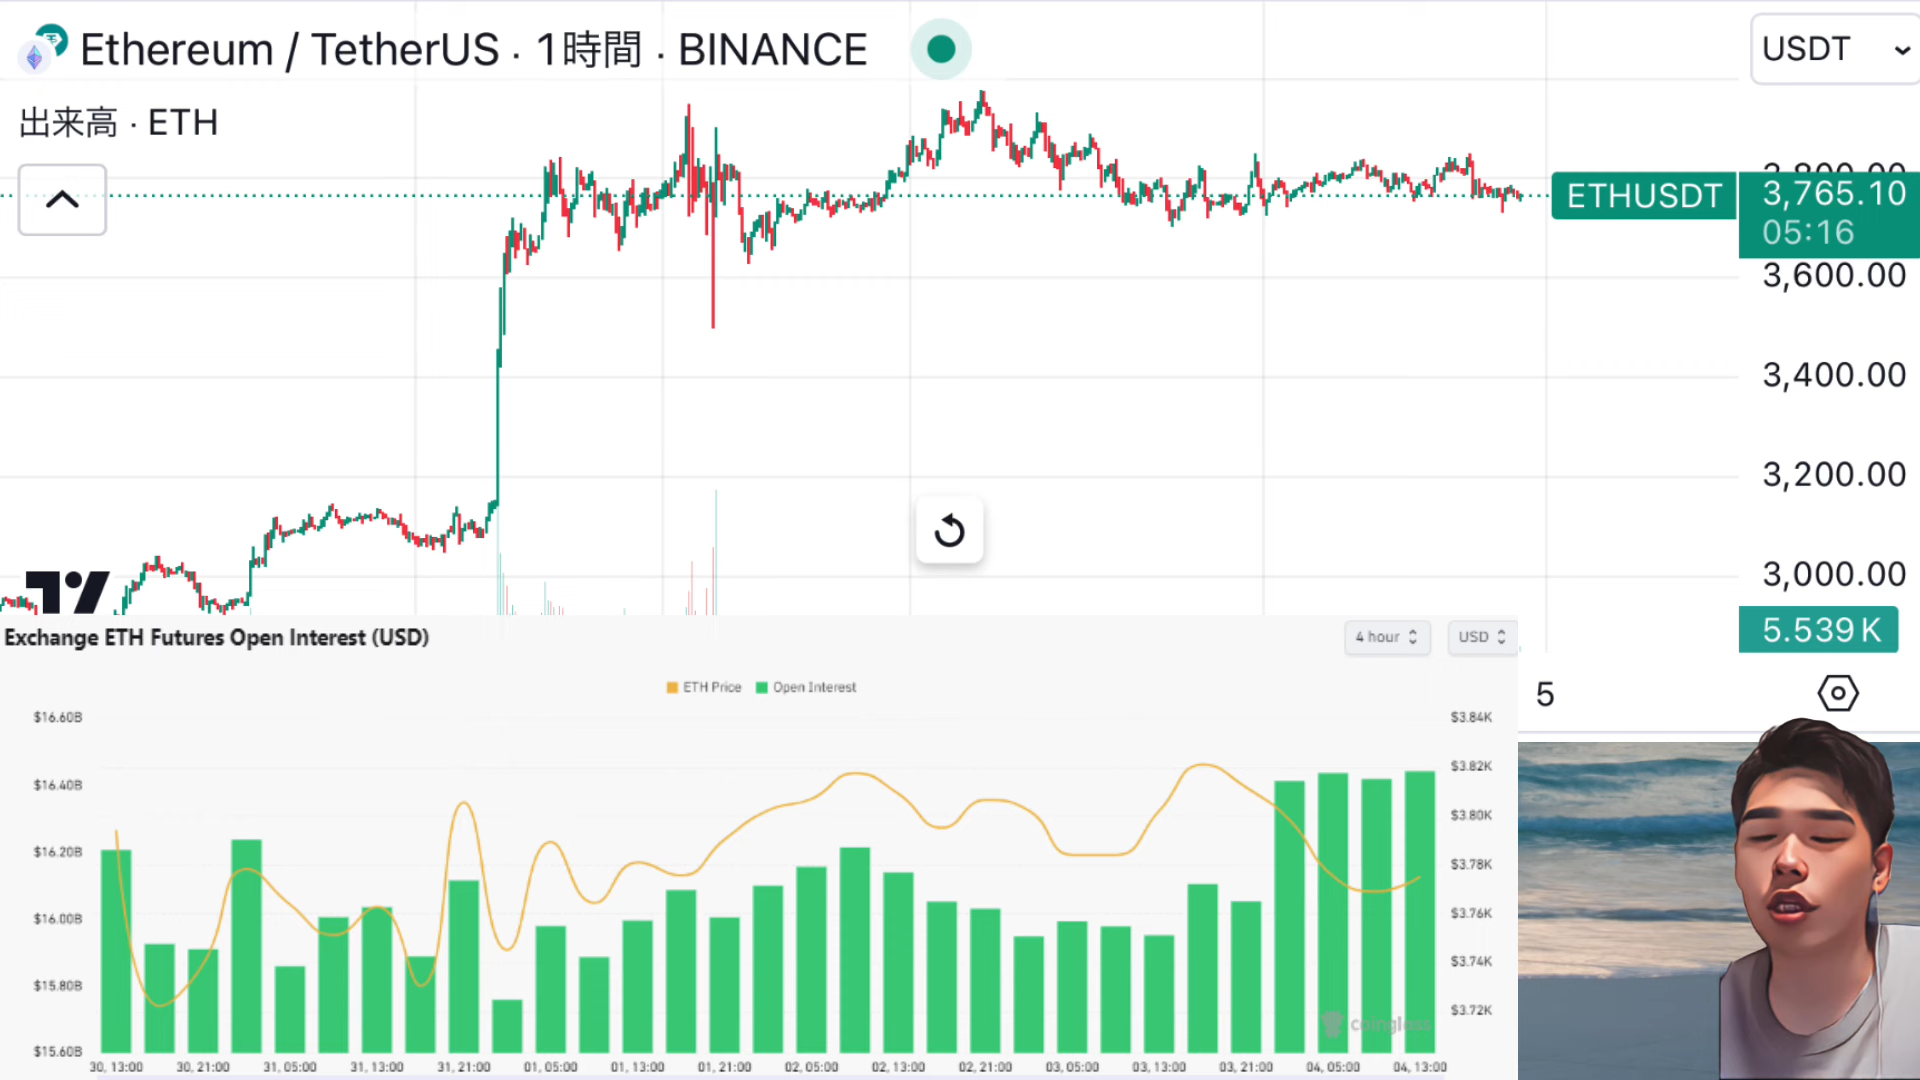 Ethereum / TetherUS · 1時間 · BINANCE
USDT
出来高 · ETH
3,800.00
ETHUSDT
3,765.10
05:16
3,600.00
3,400.00
3,200.00
3,000.00
5.539 K
5
Exchange ETH Futures Open Interest (USD)
4 hour
USD
ETH Price
Open Interest
$16.60B
$16.40B
$16.20B
$16.00B
$15.80B
$15.60B
$3.84K
$3.82K
$3.80K
$3.78K
$3.76K
$3.74K
$3.72K
coinglass
30, 13:00 30, 21:00 31, 05:00 31, 13:00 31, 21:00 01, 05:00 01, 13:00 01, 21:00 02, 05:00 02, 13:00 02, 21:00 03, 05:00 03, 13:00 03, 21:00 04, 05:00 04, 13:00